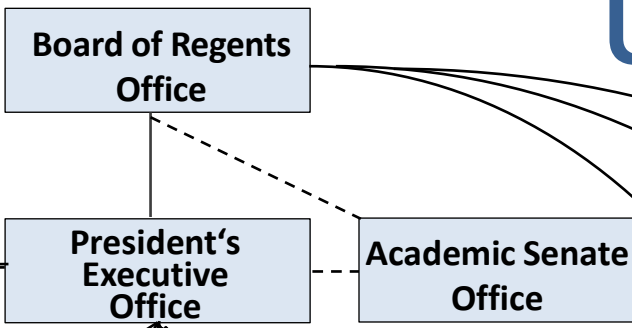 Board of Regents
Office
President‘s
Executive
Office
Academic Senate
Office